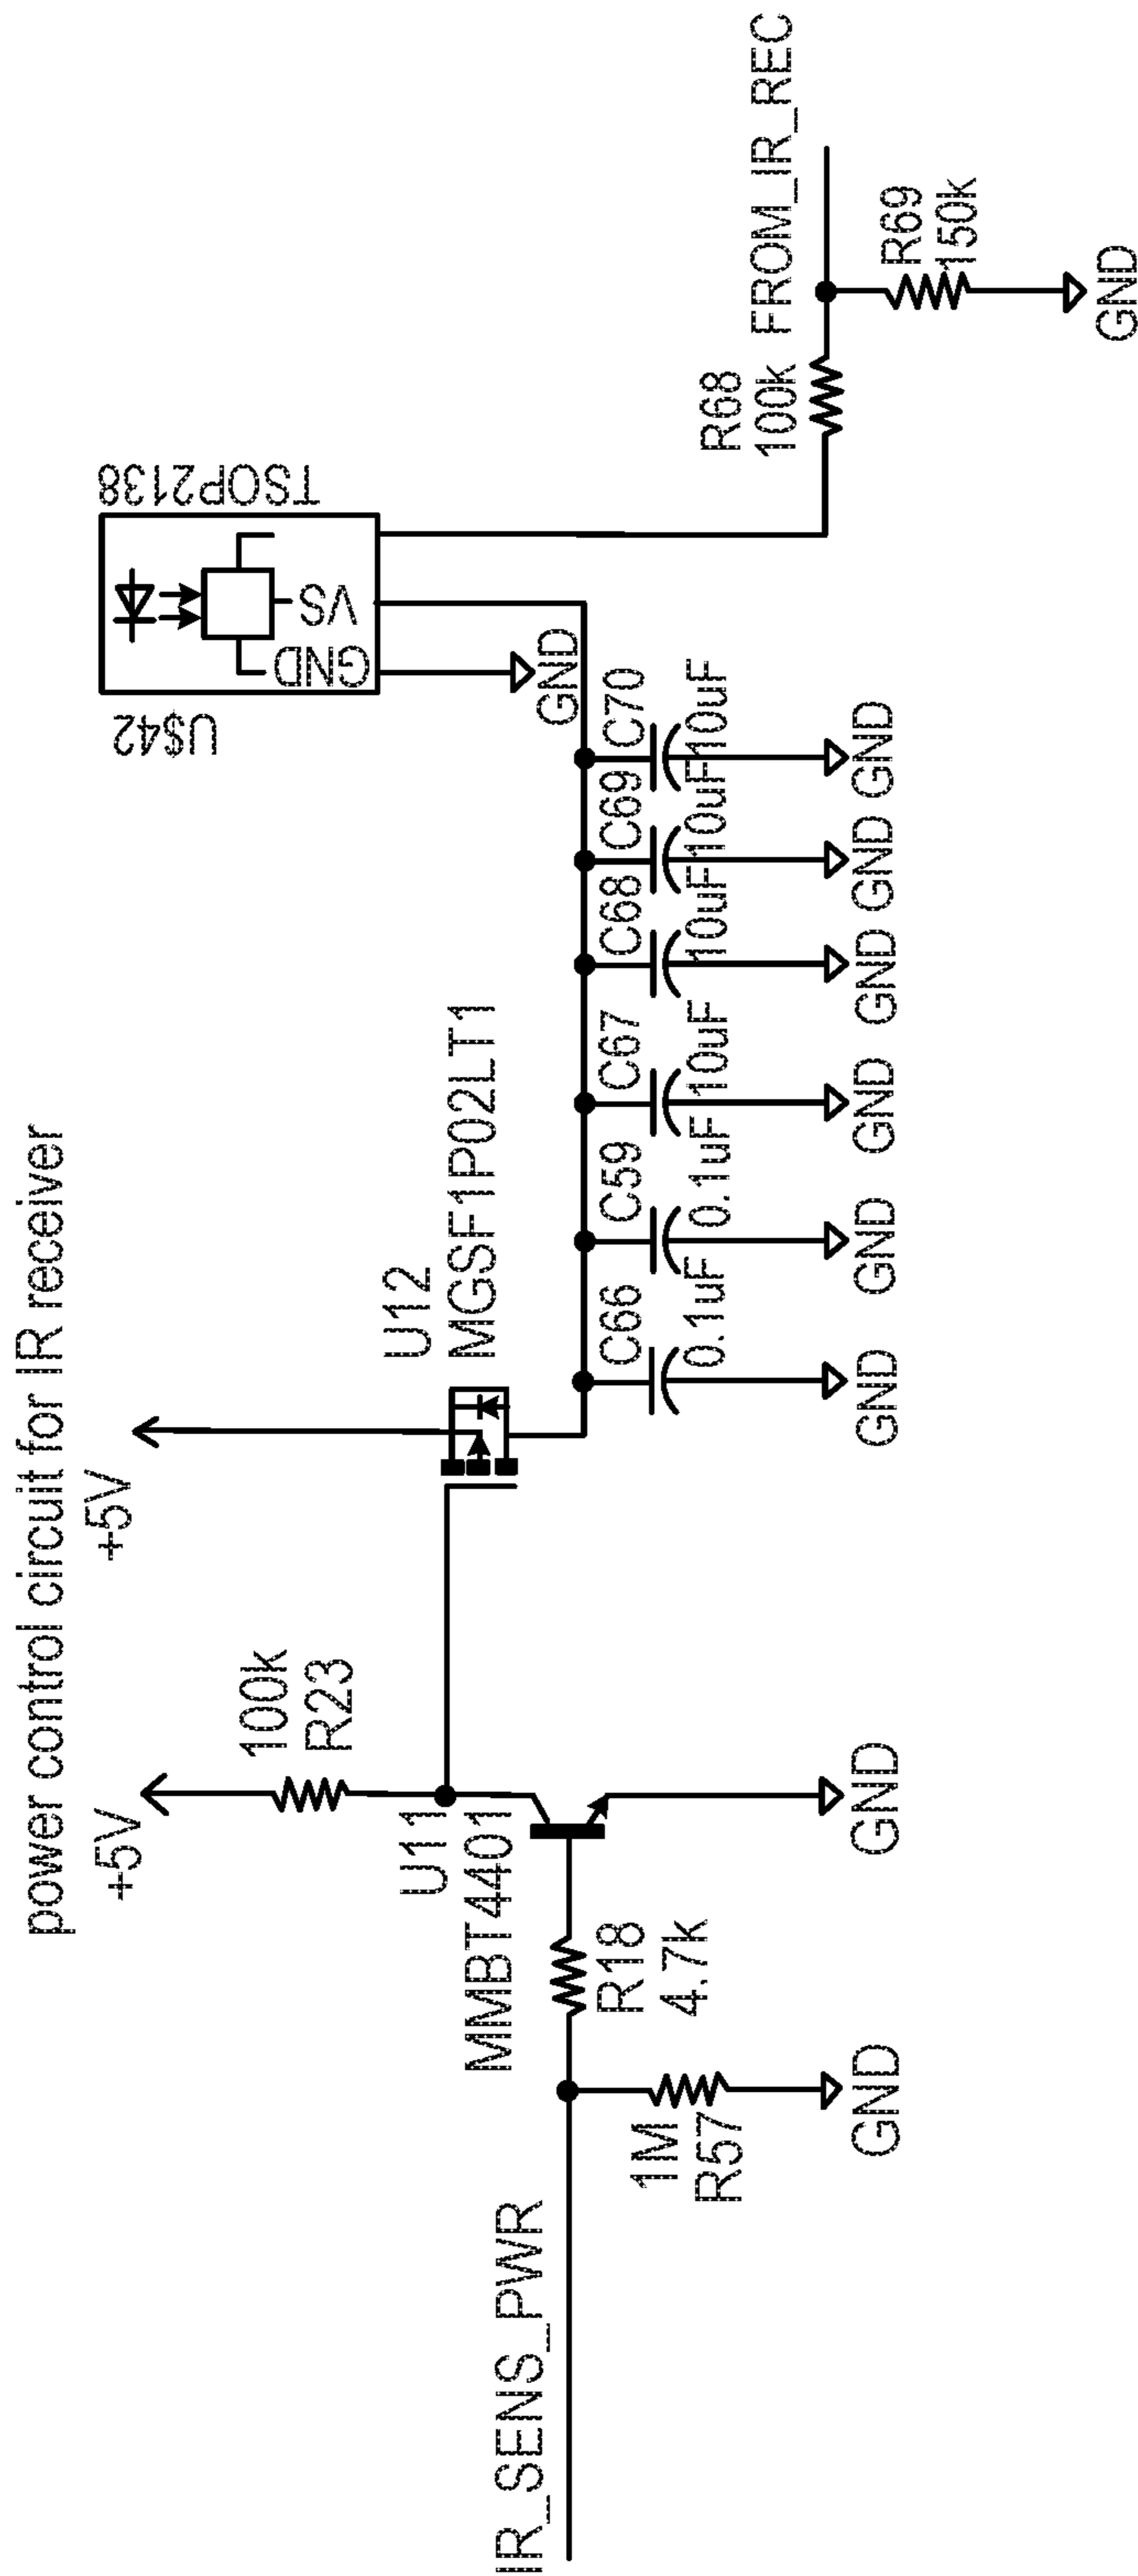 power control circuit for IR receiver
+5V
+5V
100k
R23
U11
MMBT4401
IR_SENS_PWR
R18
4.7k
1M
R57
GND
GND
U12
MGSF1P02LT1
C66
0.1uF
GND
C59
0.1uF
GND
C67
10uF
GND
C68
10uF
GND
C69
10uF
GND
C70
10uF
GND
U$42
TSOP2138
GND
VS
GND
R68
100k
FROM_IR_REC
R69
150k
GND